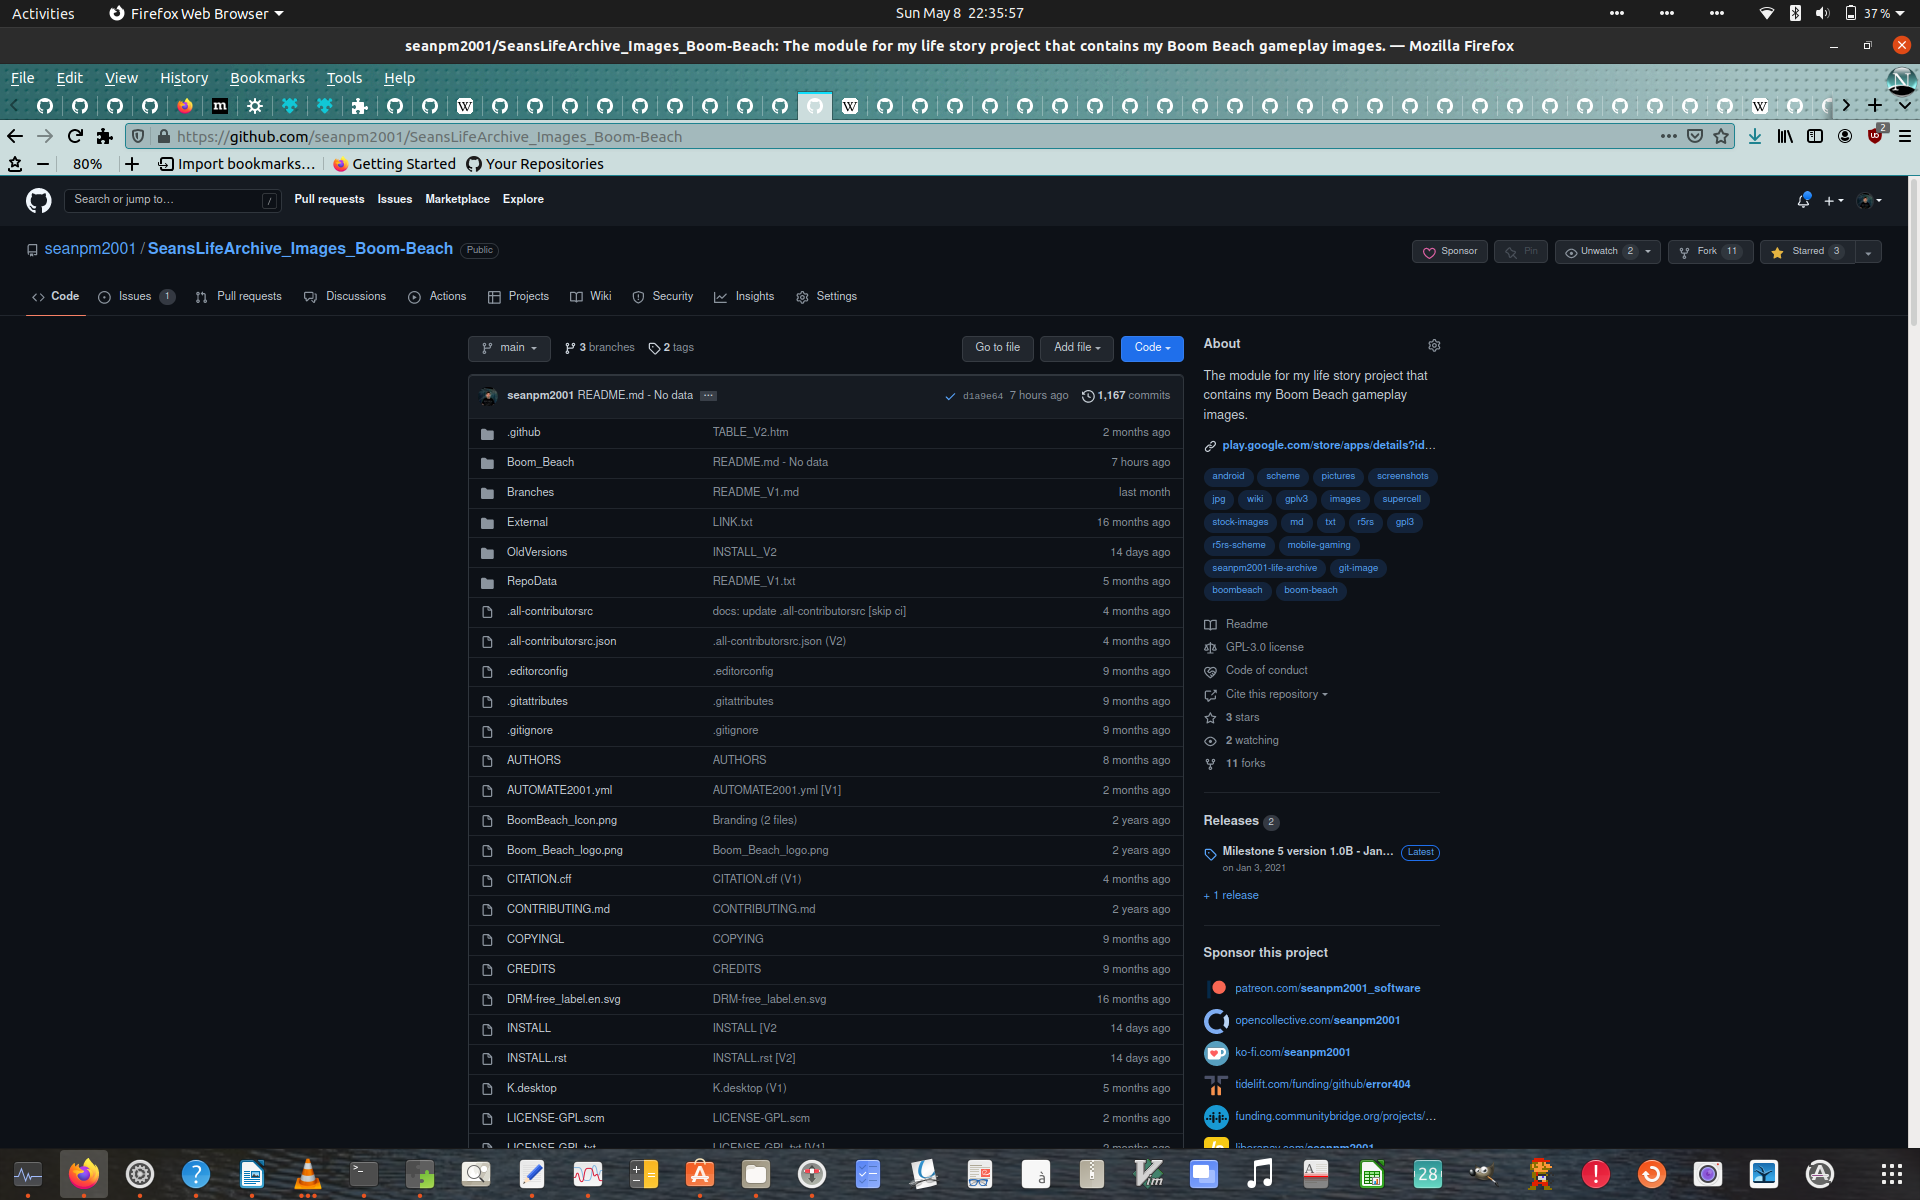 Activities Firefox Web Browser Sun May 8 22:35:57 37 %
seanpm2001/SeansLifeArchive_Images_Boom-Beach: The module for my life story project that contains my Boom Beach gameplay images. — Mozilla Firefox
File Edit View History Bookmarks Tools Help
https://github.com/seanpm2001/SeansLifeArchive_Images_Boom-Beach 2
80% Import bookmarks… Getting Started Your Repositories
Search or jump to… / Pull requests Issues Marketplace Explore
seanpm2001 / SeansLifeArchive_Images_Boom-Beach Public Sponsor Pin Unwatch 2 Fork 11 Starred 3
Code Issues 1 Pull requests Discussions Actions Projects Wiki Security Insights Settings
main 3 branches 2 tags Go to file Add file Code
seanpm2001 README.md - No data ... d1a9e64 7 hours ago 1,167 commits
.github TABLE_V2.htm 2 months ago
Boom_Beach README.md - No data 7 hours ago
Branches README_V1.md last month
External LINK.txt 16 months ago
OldVersions INSTALL_V2 14 days ago
RepoData README_V1.txt 5 months ago
.all-contributorsrc docs: update .all-contributorsrc [skip ci] 4 months ago
.all-contributorsrc.json .all-contributorsrc.json (V2) 4 months ago
.editorconfig .editorconfig 9 months ago
.gitattributes .gitattributes 9 months ago
.gitignore .gitignore 9 months ago
AUTHORS AUTHORS 8 months ago
AUTOMATE2001.yml AUTOMATE2001.yml [V1] 2 months ago
BoomBeach_Icon.png Branding (2 files) 2 years ago
Boom_Beach_logo.png Boom_Beach_logo.png 2 years ago
CITATION.cff CITATION.cff (V1) 4 months ago
CONTRIBUTING.md CONTRIBUTING.md 2 years ago
COPYINGL COPYING 9 months ago
CREDITS CREDITS 9 months ago
DRM-free_label.en.svg DRM-free_label.en.svg 16 months ago
INSTALL INSTALL [V2 14 days ago
INSTALL.rst INSTALL.rst [V2] 14 days ago
K.desktop K.desktop (V1) 5 months ago
LICENSE-GPL.scm LICENSE-GPL.scm 2 months ago
LICENSE-GPL.txt LICENSE-GPL.txt [V1] 2 months ago
About
The module for my life story project that
contains my Boom Beach gameplay
images.
play.google.com/store/apps/details?id...
android scheme pictures screenshots
jpg wiki gplv3 images supercell
stock-images md txt r5rs gpl3
r5rs-scheme mobile-gaming
seanpm2001-life-archive git-image
boombeach boom-beach
Readme
GPL-3.0 license
Code of conduct
Cite this repository
3 stars
2 watching
11 forks
Releases 2
Milestone 5 version 1.0B - Jan... Latest
on Jan 3, 2021
+ 1 release
Sponsor this project
patreon.com/seanpm2001_software
opencollective.com/seanpm2001
ko-fi.com/seanpm2001
tidelift.com/funding/github/error404
funding.communitybridge.org/projects/...
liberapay.com/seanpm2001
28